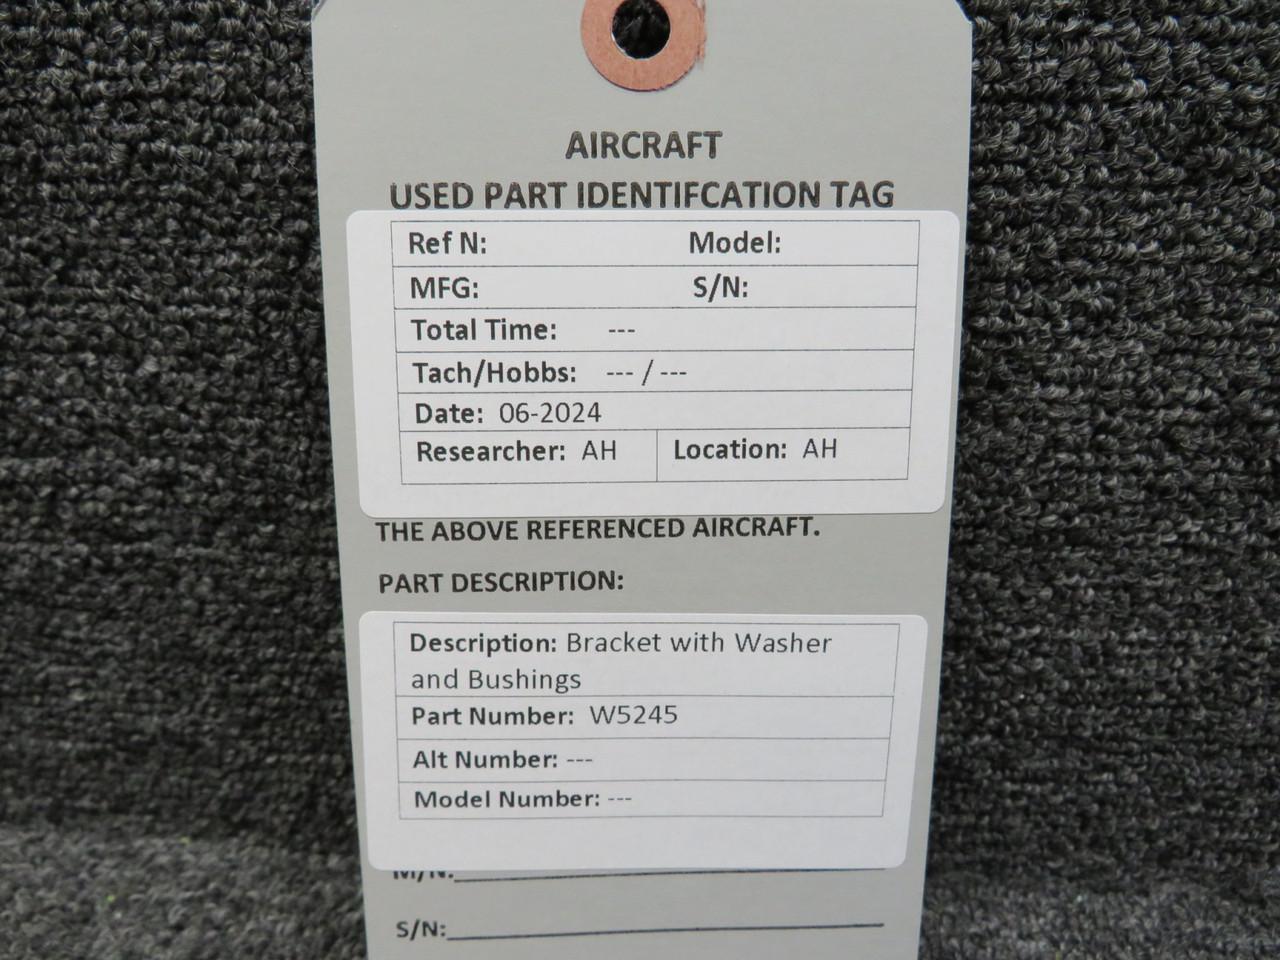 AIRCRAFT
USED PART IDENTIFCATION TAG
Ref N: Model:
MFG: S/N:
Total Time: ---
Tach/Hobbs: --- / ---
Date: 06-2024
Researcher: AH Location: AH
THE ABOVE REFERENCED AIRCRAFT.
PART DESCRIPTION:
Description: Bracket with Washer
and Bushings
Part Number: W5245
Alt Number: ---
Model Number: ---
M/N:
S/N: